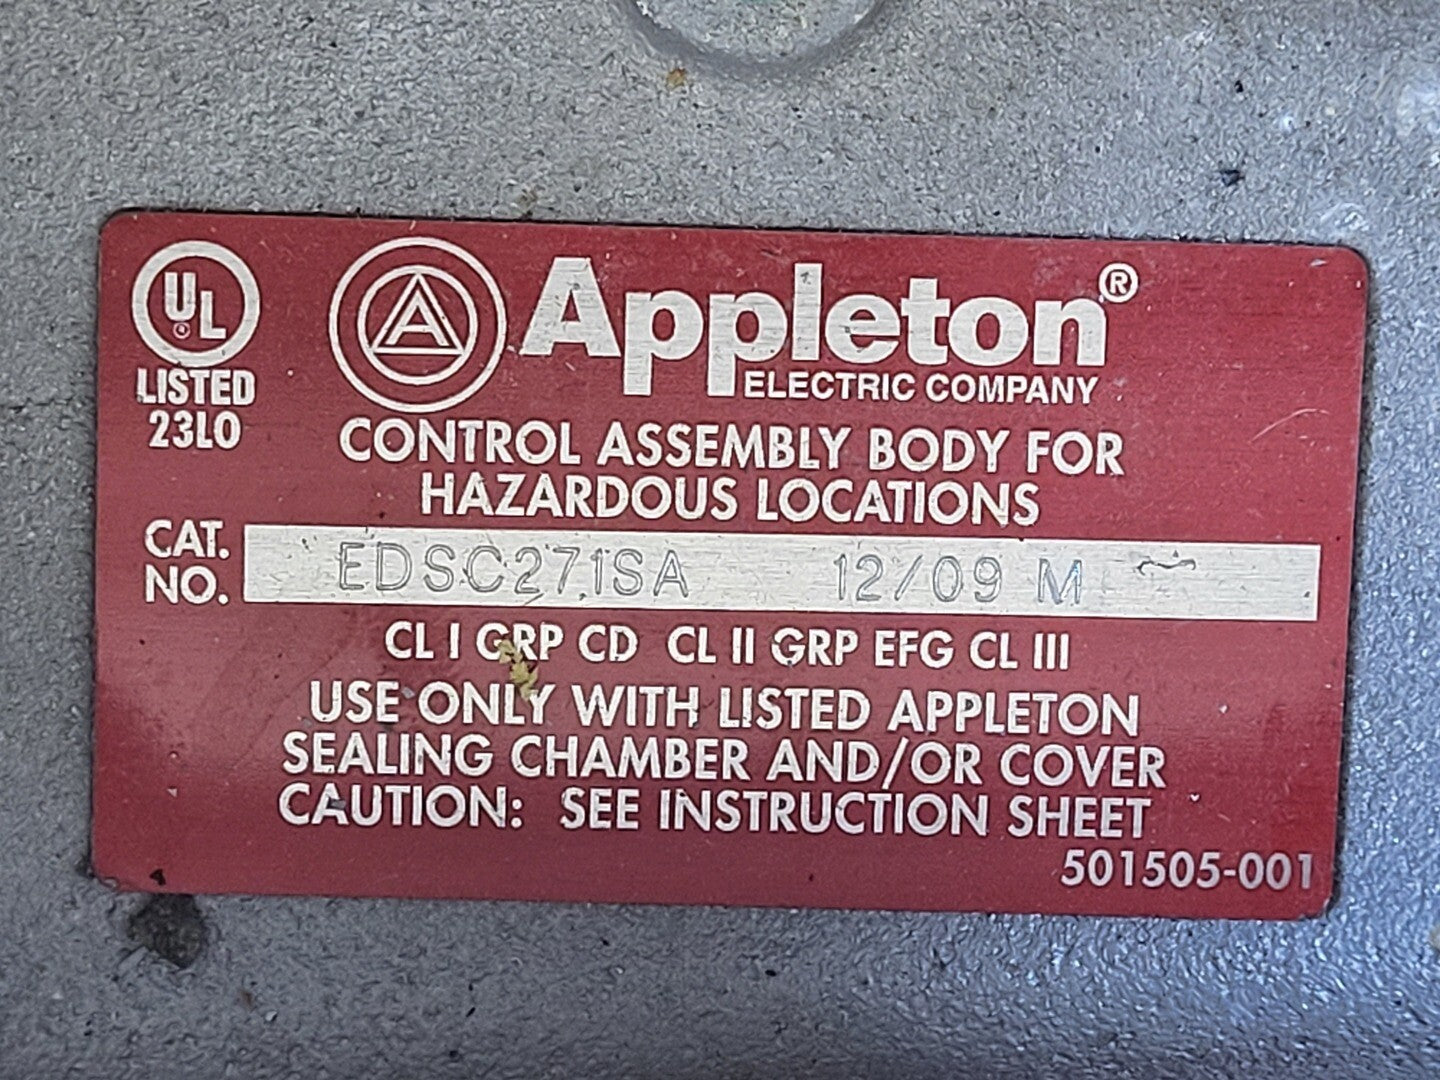 UL
®
LISTED
23L0
A
Appleton®
ELECTRIC COMPANY
CONTROL ASSEMBLY BODY FOR
HAZARDOUS LOCATIONS
CAT.
NO.
EDSC271SA 12/09 M
CL I GRP CD CL II GRP EFG CL III
USE ONLY WITH LISTED APPLETON
SEALING CHAMBER AND/OR COVER
CAUTION: SEE INSTRUCTION SHEET
501505-001